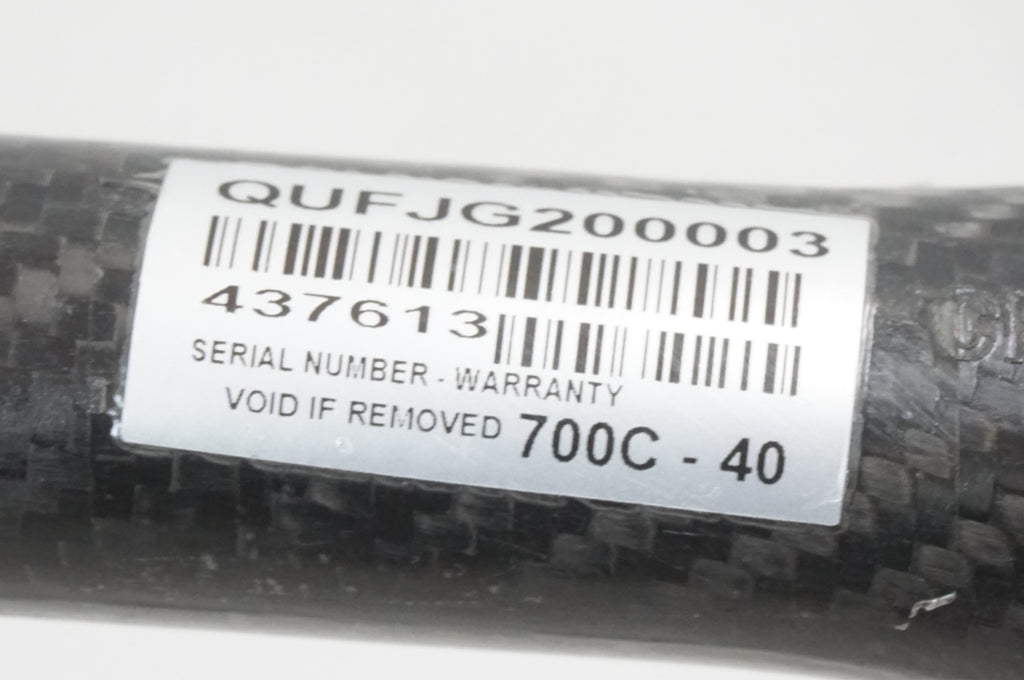 QUFJG200003
437613
SERIAL NUMBER - WARRANTY
VOID IF REMOVED 700C - 40